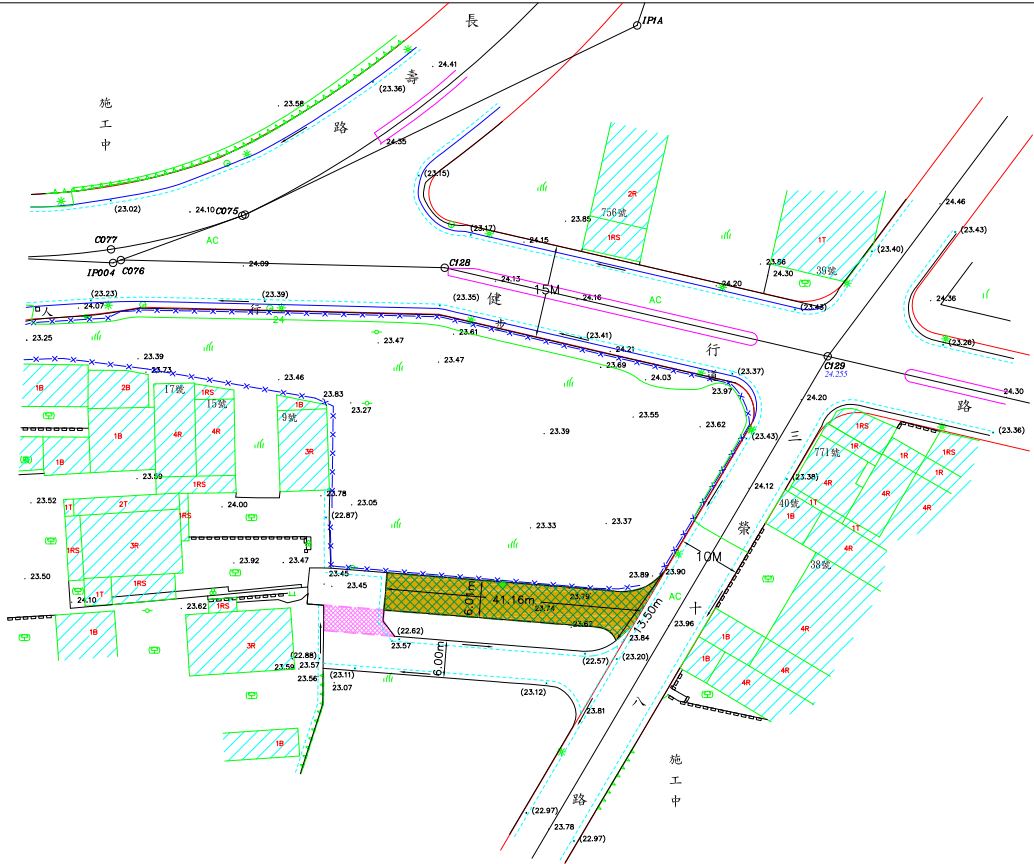 長
IP1A
壽
路
24.41
(23.36)
24.35
施
工
中
23.58
(23.02)
24.10
C075
C077
AC
IP004
C076
24.09
C128
(23.15)
(23.17)
23.85
2R
756號
1RS
24.15
15M
24.13
24.16
AC
24.20
23.86
24.30
1T
39號
(23.43)
(23.40)
24.46
(23.43)
24.36
(23.26)
C129
24.255
24.30
路
(23.36)
(23.23)
24.07
人
行
24
(23.39)
(23.35)
健
步
23.61
(23.41)
24.21
行
道
(23.37)
23.97
23.69
24.03
23.47
23.47
23.25
23.39
23.73
23.46
23.83
23.27
17號
15號
9號
1B
2B
1RS
1B
4R
4R
3R
1B
1B
1RS
23.59
23.78
23.05
(22.87)
23.55
23.62
(23.43)
23.39
23.33
23.37
24.20
三
24.12
(23.38)
771號
1RS
1R
4R
1R
1RS
1R
4R
4R
1T
40號
1B
4R
38號
4R
榮
10M
23.52
1T
2T
1RS
24.00
1RS
3R
23.92
23.47
23.50
1T
1RS
24.10
23.62
1RS
1B
3R
23.45
23.45
6.01m
41.16m
23.79
23.74
23.67
23.89
23.90
AC
13.50m
十
23.96
23.84
(23.20)
(22.57)
(22.62)
23.57
6.00m
(22.88)
23.59
23.57
23.56
(23.11)
23.07
(23.12)
23.81
八
1B
1B
4R
4R
4R
1B
路
施
工
中
(22.97)
23.78
(22.97)